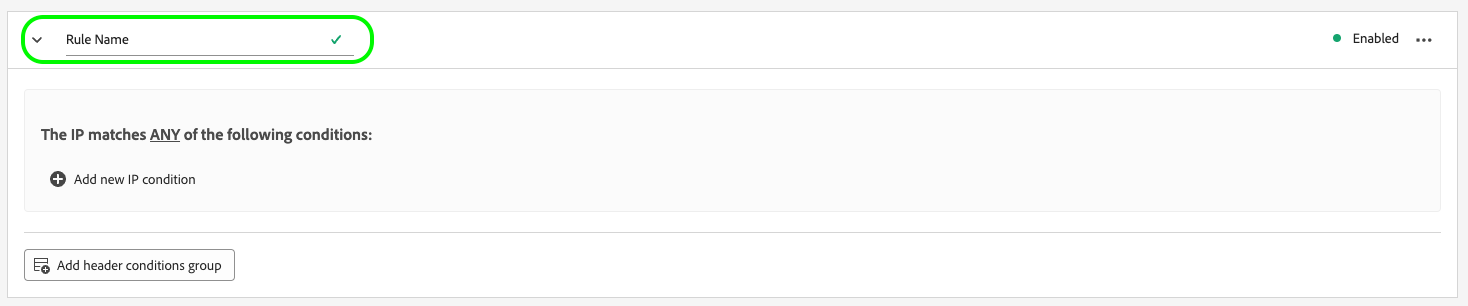 Rule Name
Enabled
The IP matches ANY of the following conditions:
Add new IP condition
Add header conditions group